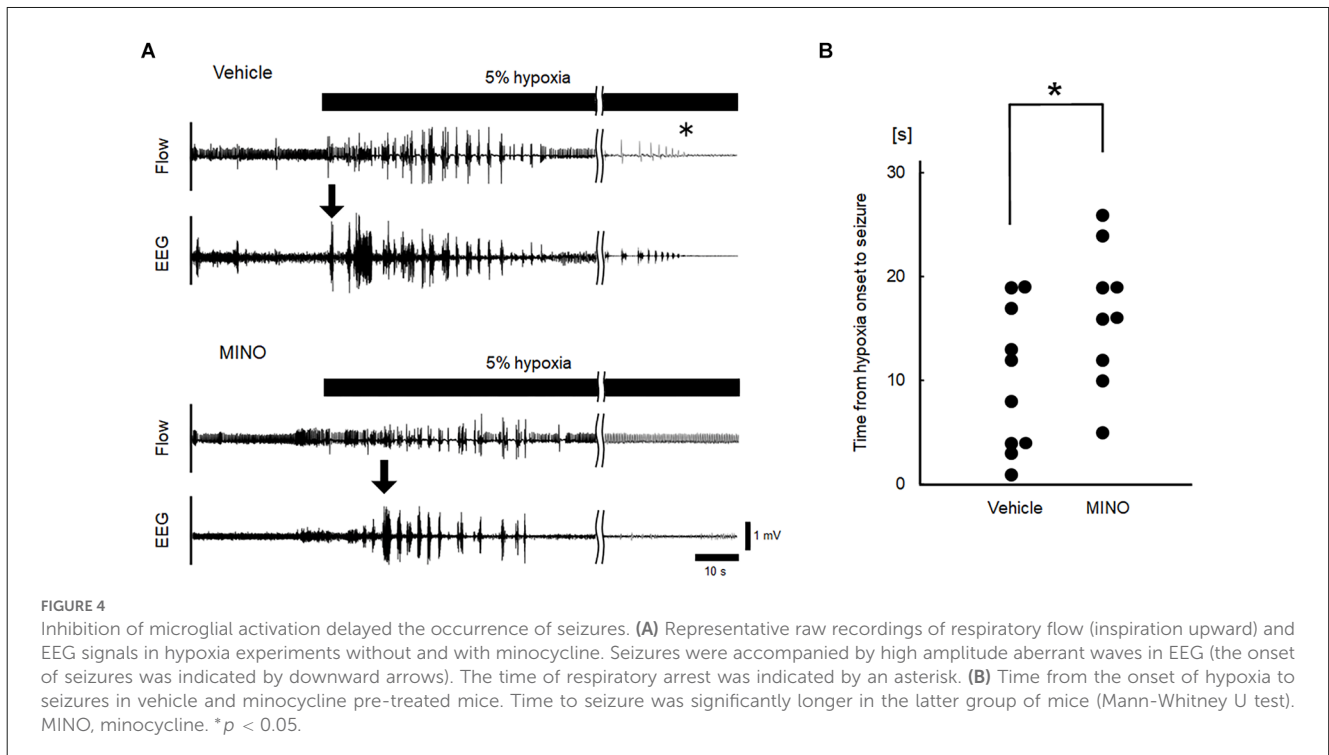 A
B
Vehicle
5% hypoxia
*
Flow
EEG
MINO
5% hypoxia
Flow
EEG
1 mV
10 s
*
[s]
30
20
10
0
Time from hypoxia onset to seizure
Vehicle
MINO
FIGURE 4
Inhibition of microglial activation delayed the occurrence of seizures. (A) Representative raw recordings of respiratory flow (inspiration upward) and
EEG signals in hypoxia experiments without and with minocycline. Seizures were accompanied by high amplitude aberrant waves in EEG (the onset
of seizures was indicated by downward arrows). The time of respiratory arrest was indicated by an asterisk. (B) Time from the onset of hypoxia to
seizures in vehicle and minocycline pre-treated mice. Time to seizure was significantly longer in the latter group of mice (Mann-Whitney U test).
MINO, minocycline. *p < 0.05.